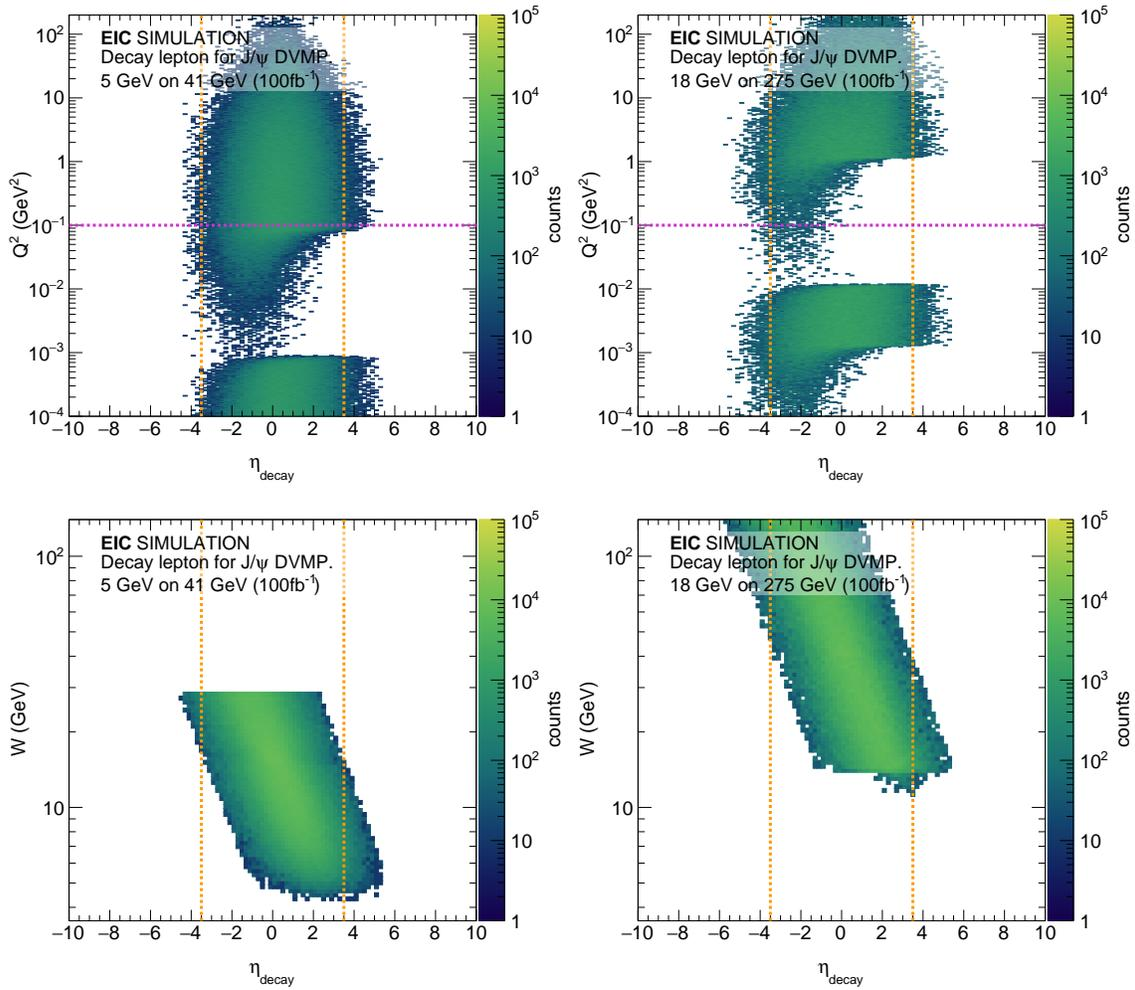 EIC SIMULATION
Decay lepton for J/ψ DVMP.
5 GeV on 41 GeV (100fb⁻¹)
Q² (GeV²)
10²
10
1
10⁻¹
10⁻²
10⁻³
10⁻⁴
−10 −8 −6 −4 −2 0 2 4 6 8 10
η_decay
10⁵
10⁴
10³
10²
10
1
counts
EIC SIMULATION
Decay lepton for J/ψ DVMP.
18 GeV on 275 GeV (100fb⁻¹)
Q² (GeV²)
10²
10
1
10⁻¹
10⁻²
10⁻³
10⁻⁴
−10 −8 −6 −4 −2 0 2 4 6 8 10
η_decay
10⁵
10⁴
10³
10²
10
1
counts
EIC SIMULATION
Decay lepton for J/ψ DVMP.
5 GeV on 41 GeV (100fb⁻¹)
W (GeV)
10²
10
−10 −8 −6 −4 −2 0 2 4 6 8 10
η_decay
10⁵
10⁴
10³
10²
10
1
counts
EIC SIMULATION
Decay lepton for J/ψ DVMP.
18 GeV on 275 GeV (100fb⁻¹)
W (GeV)
10²
10
−10 −8 −6 −4 −2 0 2 4 6 8 10
η_decay
10⁵
10⁴
10³
10²
10
1
counts